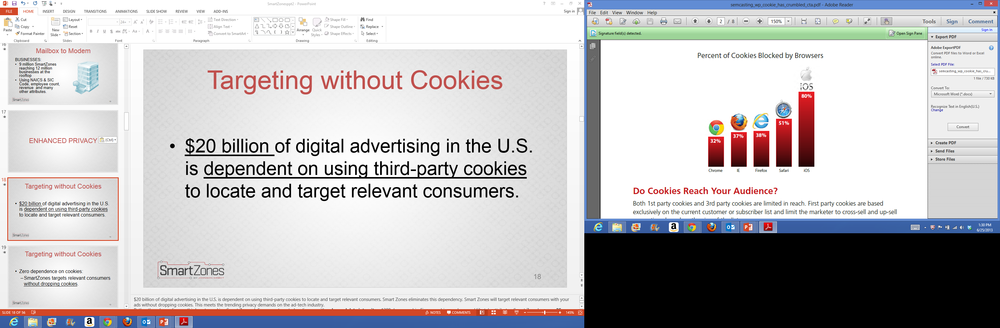 SmartZonesppt2 - PowerPoint
FILE HOME INSERT DESIGN TRANSITIONS ANIMATIONS SLIDE SHOW REVIEW VIEW ADD-INS
Sign in
Paste
Cut
Copy
Format Painter
Clipboard
New Slide
Layout
Reset
Section
Slides
24+
Font
Paragraph
Text Direction
Align Text
Convert to SmartArt
Arrange
Quick Styles
Shape Fill
Shape Outline
Shape Effects
Drawing
Find
Replace
Select
Editing
16
Mailbox to Modem
BUSINESSES:
• 9 million SmartZones
reaching 12 million
businesses at the
rooftop
• Using NAICS & SIC
Code, employee count,
revenue and many
other attributes.
SmartZones
17
ENHANCED PRIVACY
(Ctrl)
18
Targeting without Cookies
• $20 billion of digital advertising in the U.S.
is dependent on using third-party cookies
to locate and target relevant consumers.
SmartZones
19
Targeting without Cookies
• Zero dependence on cookies:
– SmartZones targets relevant consumers
without dropping cookies.
SmartZones
Targeting without Cookies
• $20 billion of digital advertising in the U.S.
is dependent on using third-party cookies
to locate and target relevant consumers.
SmartZones
BY JOHNSON DIRECT
18
$20 billion of digital advertising in the U.S. is dependent on using third-party cookies to locate and target relevant consumers. Smart Zones eliminates this dependency. Smart Zones will target relevant consumers with your
ads without dropping cookies. This meets the trending privacy demands on the ad-tech industry.
SLIDE 18 OF 56
NOTES COMMENTS 145%
semcasting_wp_cookie_has_crumbled_cta.pdf - Adobe Reader
File Edit View Window Help
2 / 8
150%
Tools Sign Comment
Signature field(s) detected.
Open Sign Pane
Sign In
Export PDF
Adobe ExportPDF
Convert PDF files to Word or Excel
online.
Select PDF File:
semcasting_wp_cookie_has_cru...
1 file / 730 KB
Convert To:
Microsoft Word (*.docx)
Recognize Text in English(U.S.)
Change
Convert
Create PDF
Send Files
Store Files
Percent of Cookies Blocked by Browsers
iOS
80%
51%
38%
37%
32%
Chrome IE Firefox Safari iOS
Do Cookies Reach Your Audience?
Both 1st party cookies and 3rd party cookies are limited in reach. First party cookies are based
exclusively on the current customer or subscriber list and limit the marketer to cross-sell and up-sell
1:30 PM
6/25/2013